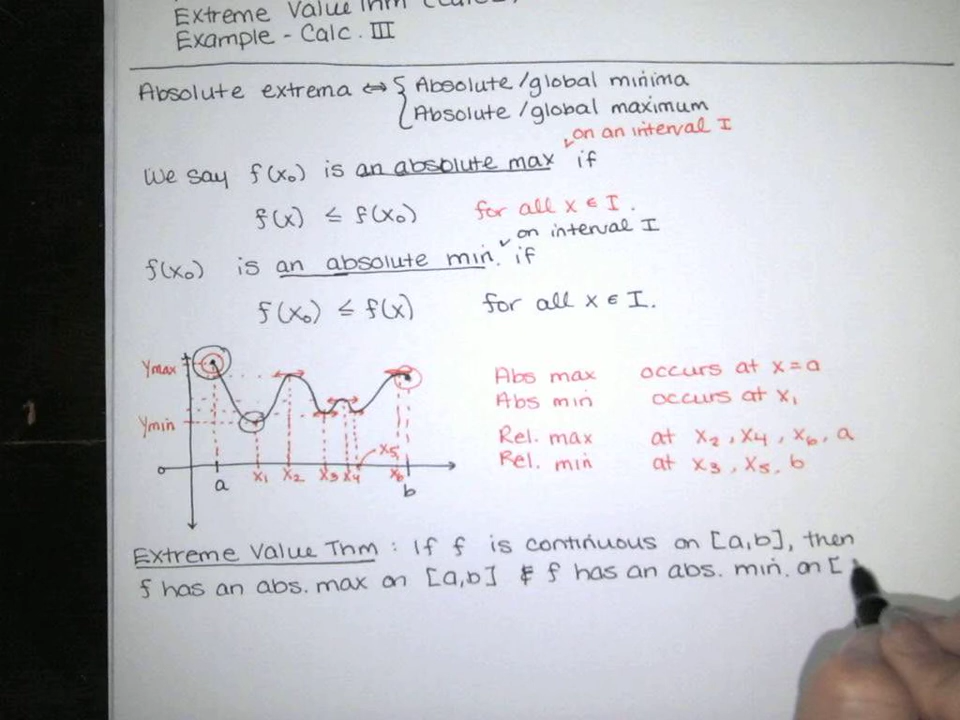 Extreme Value Thm
Example - Calc. III
Absolute extrema ⇔ { Absolute/global minima
Absolute/global maximum
on an interval I
We say f(x₀) is an absolute max if
f(x) ≤ f(x₀) for all x ∈ I.
on interval I
f(x₀) is an absolute min. if
f(x₀) ≤ f(x) for all x ∈ I.
Ymax
Ymin
a x₁ x₂ x₃ x₄ x₅ x₆ b
Abs max occurs at x=a
Abs min occurs at x₁
Rel. max at x₂, x₄, x₆, a
Rel. min at x₃, x₅, b
Extreme Value Thm : If f is continuous on [a,b], then
f has an abs. max on [a,b] & f has an abs. min. on [